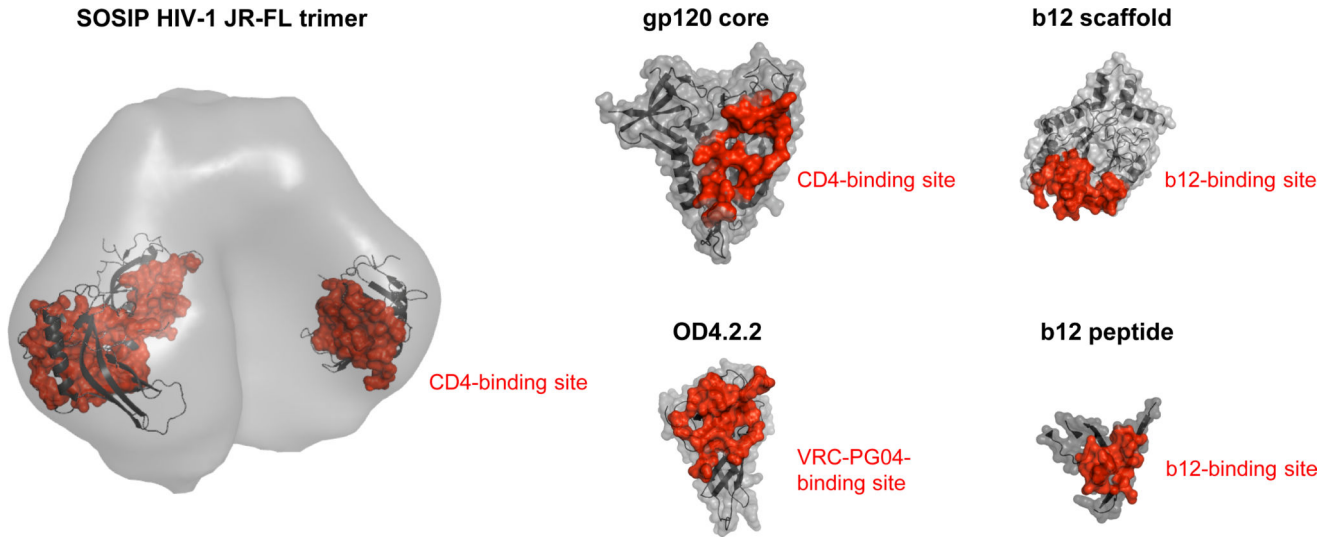 SOSIP HIV-1 JR-FL trimer
CD4-binding site
gp120 core
CD4-binding site
b12 scaffold
b12-binding site
OD4.2.2
VRC-PG04-
binding site
b12 peptide
b12-binding site